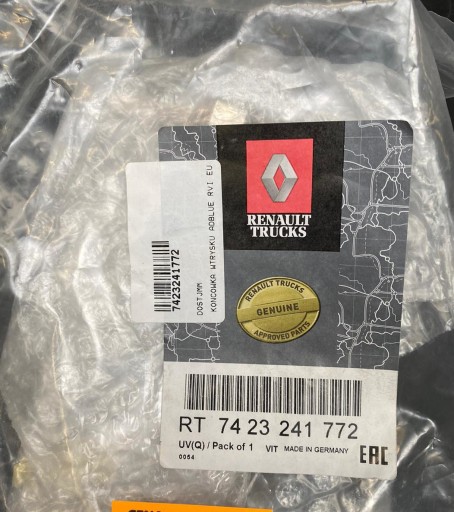 RENAULT
TRUCKS
RENAULT TRUCKS
GENUINE
APPROVED PARTS
7423241772
DOSTJMM
KONCOWKA WTRYSKU ADBLUE RVI EU
RT 74 23 241 772
UV(Q) / Pack of 1 VIT MADE IN GERMANY
0054
EAC